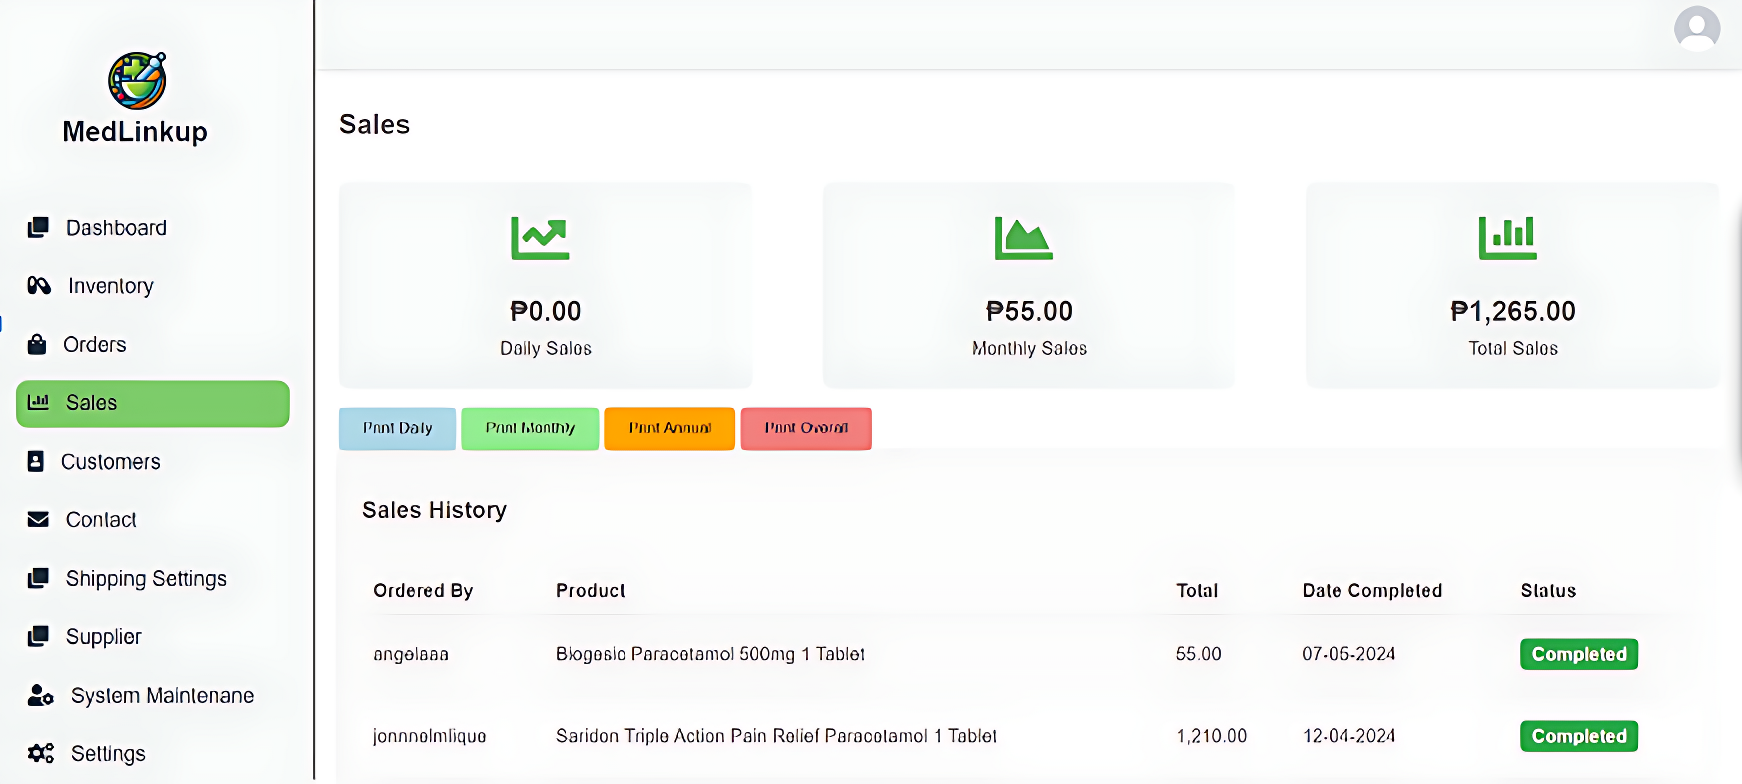 MedLinkup
Dashboard
Inventory
Orders
Sales
Customers
Contact
Shipping Settings
Supplier
System Maintenane
Settings
Sales
₱0.00
Daily Sales
₱55.00
Monthly Sales
₱1,265.00
Total Sales
Print Daily
Print Monthly
Print Annual
Print Overall
Sales History
Ordered By Product Total Date Completed Status
angelaaa Biogesic Paracetamol 500mg 1 Tablet 55.00 07-05-2024 Completed
Saridon Triple Action Pain Relief Paracetamol 1 Tablet 1,210.00 12-04-2024 Completed